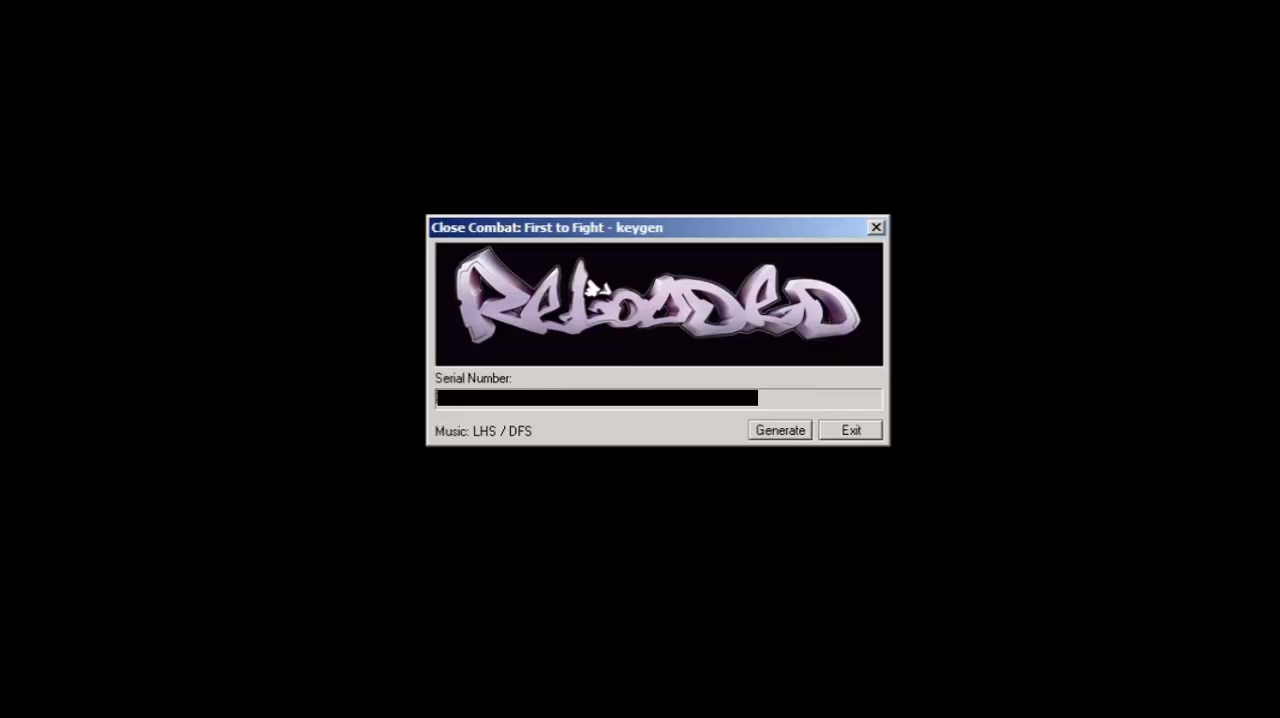 Close Combat: First to Fight - keygen
ReLoaDeD
Serial Number:
Music: LHS / DFS
Generate
Exit